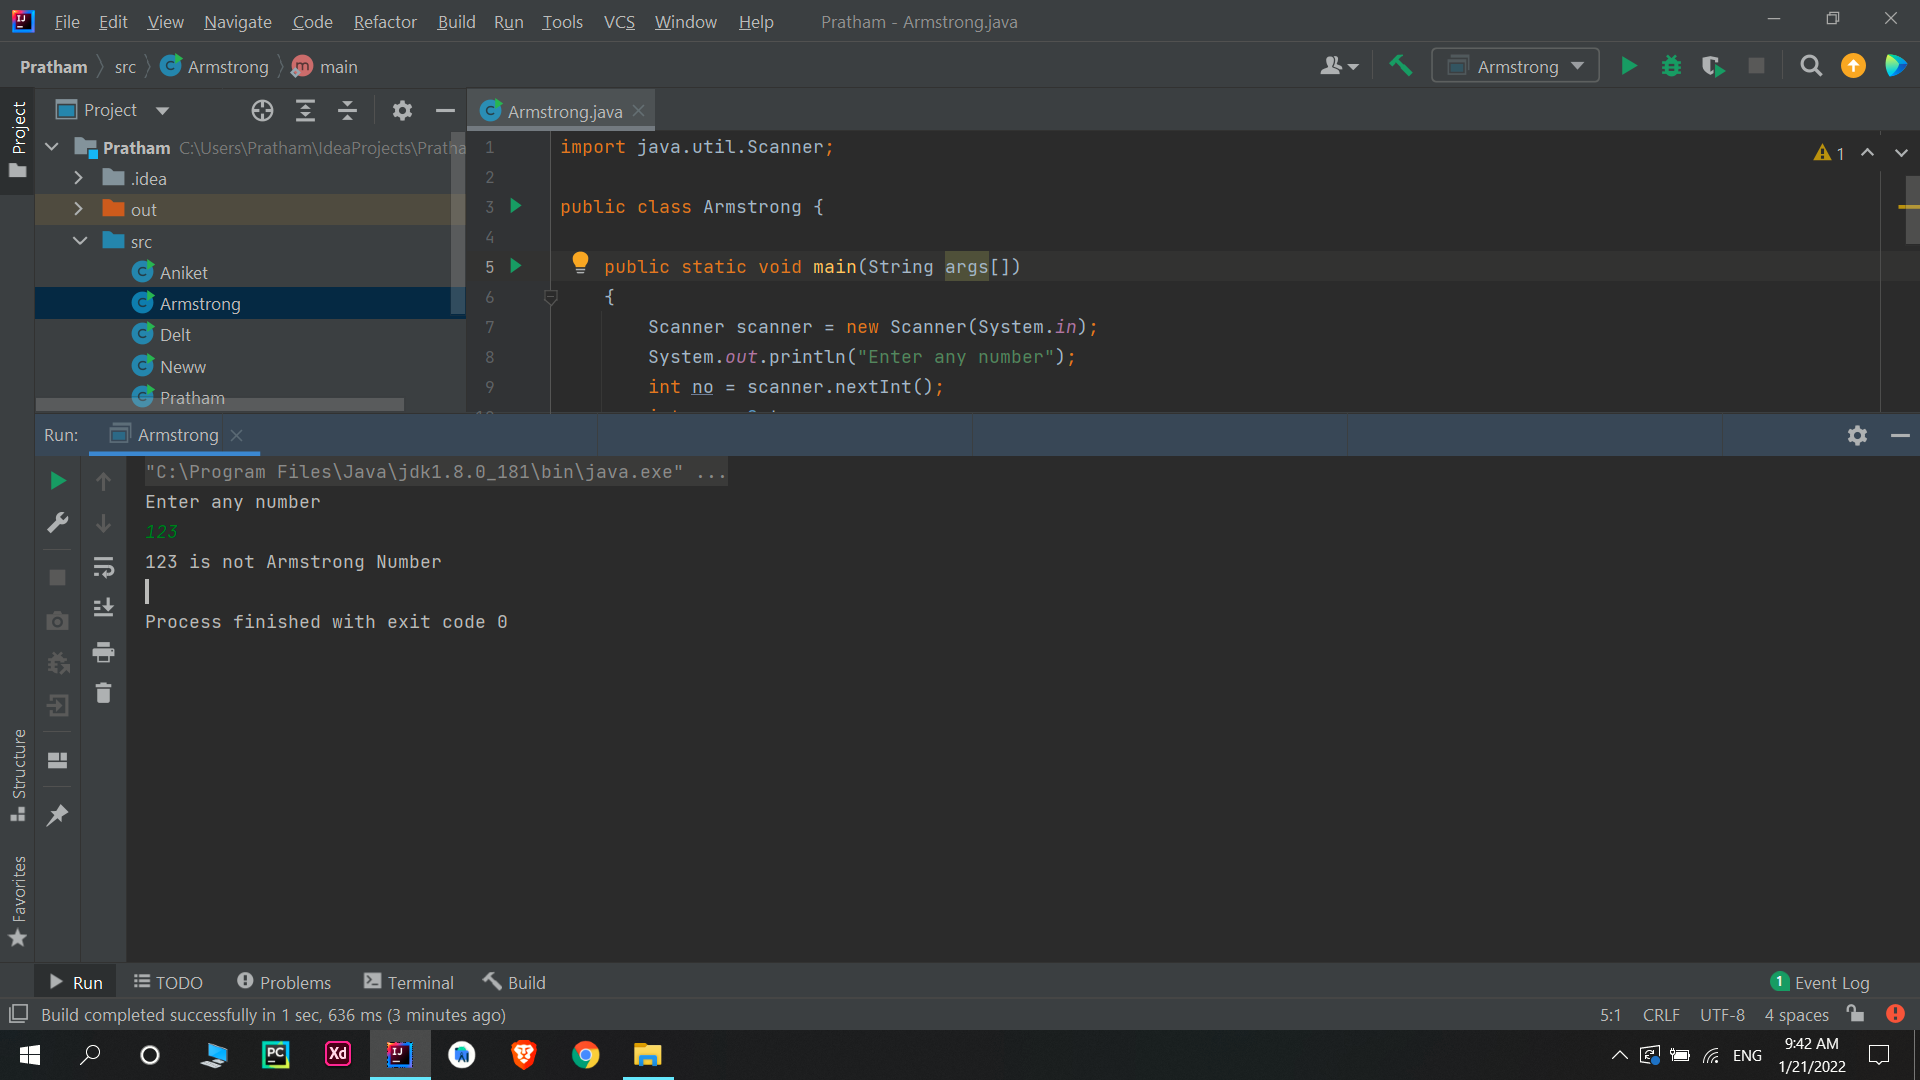 File Edit View Navigate Code Refactor Build Run Tools VCS Window Help Pratham - Armstrong.java
Pratham src Armstrong main Armstrong
Project
Project
Armstrong.java
Pratham C:\Users\Pratham\IdeaProjects\Pratha
.idea
out
src
Aniket
Armstrong
Delt
Neww
Pratham
1 import java.util.Scanner;
1
2
3 public class Armstrong {
4
5 public static void main(String args[])
6 {
7 Scanner scanner = new Scanner(System.in);
8 System.out.println("Enter any number");
9 int no = scanner.nextInt();
Run: Armstrong
"C:\Program Files\Java\jdk1.8.0_181\bin\java.exe" ...
Enter any number
123
123 is not Armstrong Number
Process finished with exit code 0
Structure
Favorites
Run TODO Problems Terminal Build 1 Event Log
Build completed successfully in 1 sec, 636 ms (3 minutes ago) 5:1 CRLF UTF-8 4 spaces
PC Xd IJ ENG 9:42 AM
1/21/2022